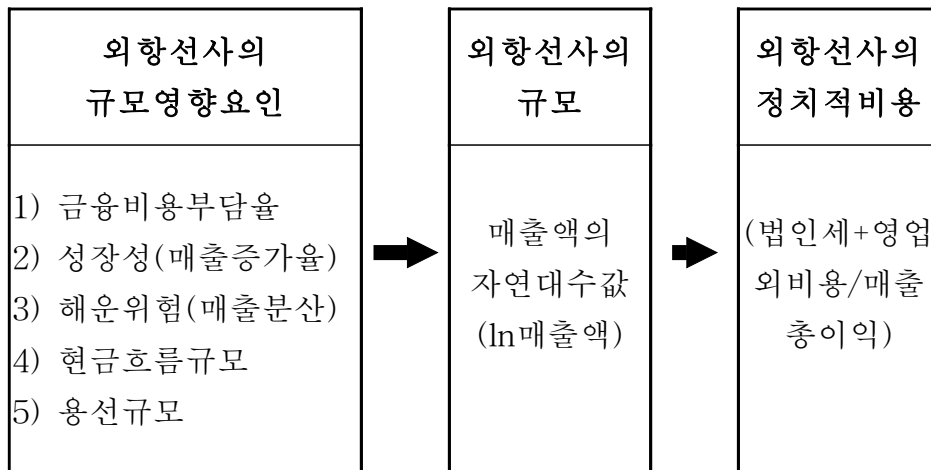 외항선사의
규모영향요인
1) 금융비용부담율
2) 성장성(매출증가율)
3) 해운위험(매출분산)
4) 현금흐름규모
5) 용선규모
외항선사의
규모
매출액의
자연대수값
(ln매출액)
외항선사의
정치적비용
(법인세+영업
외비용/매출
총이익)